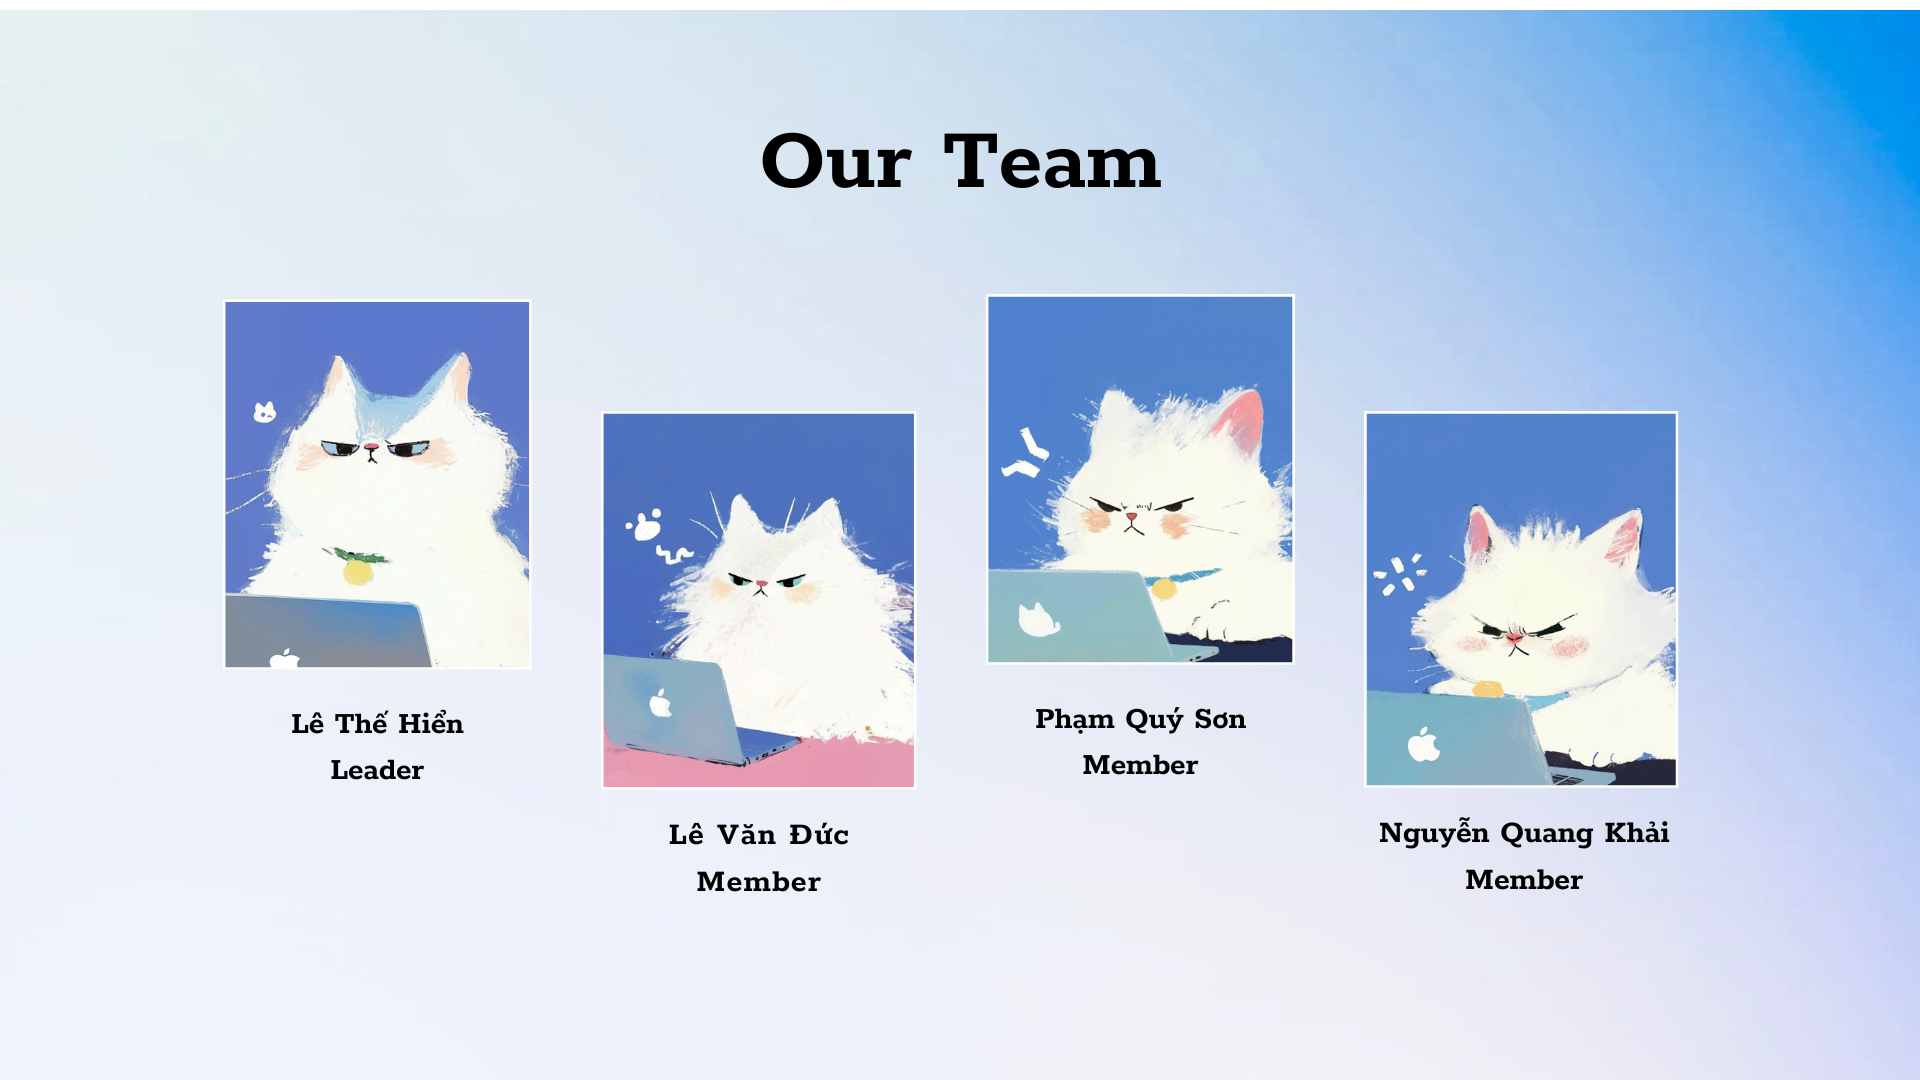 Our Team
Lê Thế Hiển
Leader
Lê Văn Đức
Member
Phạm Quý Sơn
Member
Nguyễn Quang Khải
Member